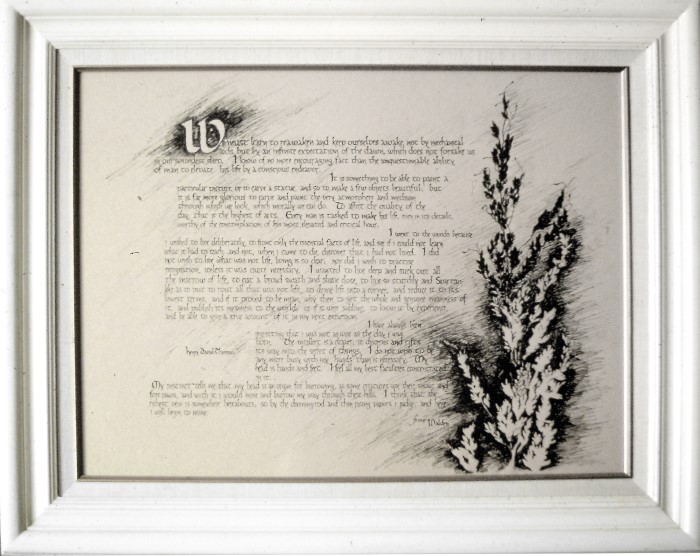 We must learn to reawaken and keep ourselves awake, not by mechanical
aids, but by an infinite expectation of the dawn, which does not forsake us
in our soundest sleep. I know of no more encouraging fact than the unquestionable ability
of man to elevate his life by a conscious endeavor.
It is something to be able to paint a
particular picture, or to carve a statue, and so to make a few objects beautiful; but
it is far more glorious to carve and paint the very atmosphere and medium
through which we look, which morally we can do. To affect the quality of the
day, that is the highest of arts. Every man is tasked to make his life, even in its details,
worthy of the contemplation of his most elevated and critical hour.
I went to the woods because
I wished to live deliberately, to front only the essential facts of life, and see if I could not learn
what it had to teach, and not, when I came to die, discover that I had not lived. I did
not wish to live what was not life, living is so dear; nor did I wish to practise
resignation, unless it was quite necessary. I wanted to live deep and suck out all
the marrow of life, to live so sturdily and Spartan-
like as to put to rout all that was not life, to cut a broad swath and shave close, to drive life into a corner, and reduce it to its
lowest terms, and if it proved to be mean, why then to get the whole and genuine meanness of
it, and publish its meanness to the world; or if it were sublime, to know it by experience,
and be able to give a true account of it in my next excursion.
I have always been
regretting that I was not as wise as the day I was
born. The intellect is a cleaver; it discerns and rifts
its way into the secret of things. I do not wish to be
any more busy with my hands than is necessary. My
head is hands and feet. I feel all my best faculties concentrated
in it.
Henry David Thoreau
My instinct tells me that my head is an organ for burrowing, as some creatures use their snout and
fore paws, and with it I would mine and burrow my way through these hills. I think that the
richest vein is somewhere hereabouts; so by the divining rod and thin rising vapors I judge; and here
I will begin to mine.
from Walden